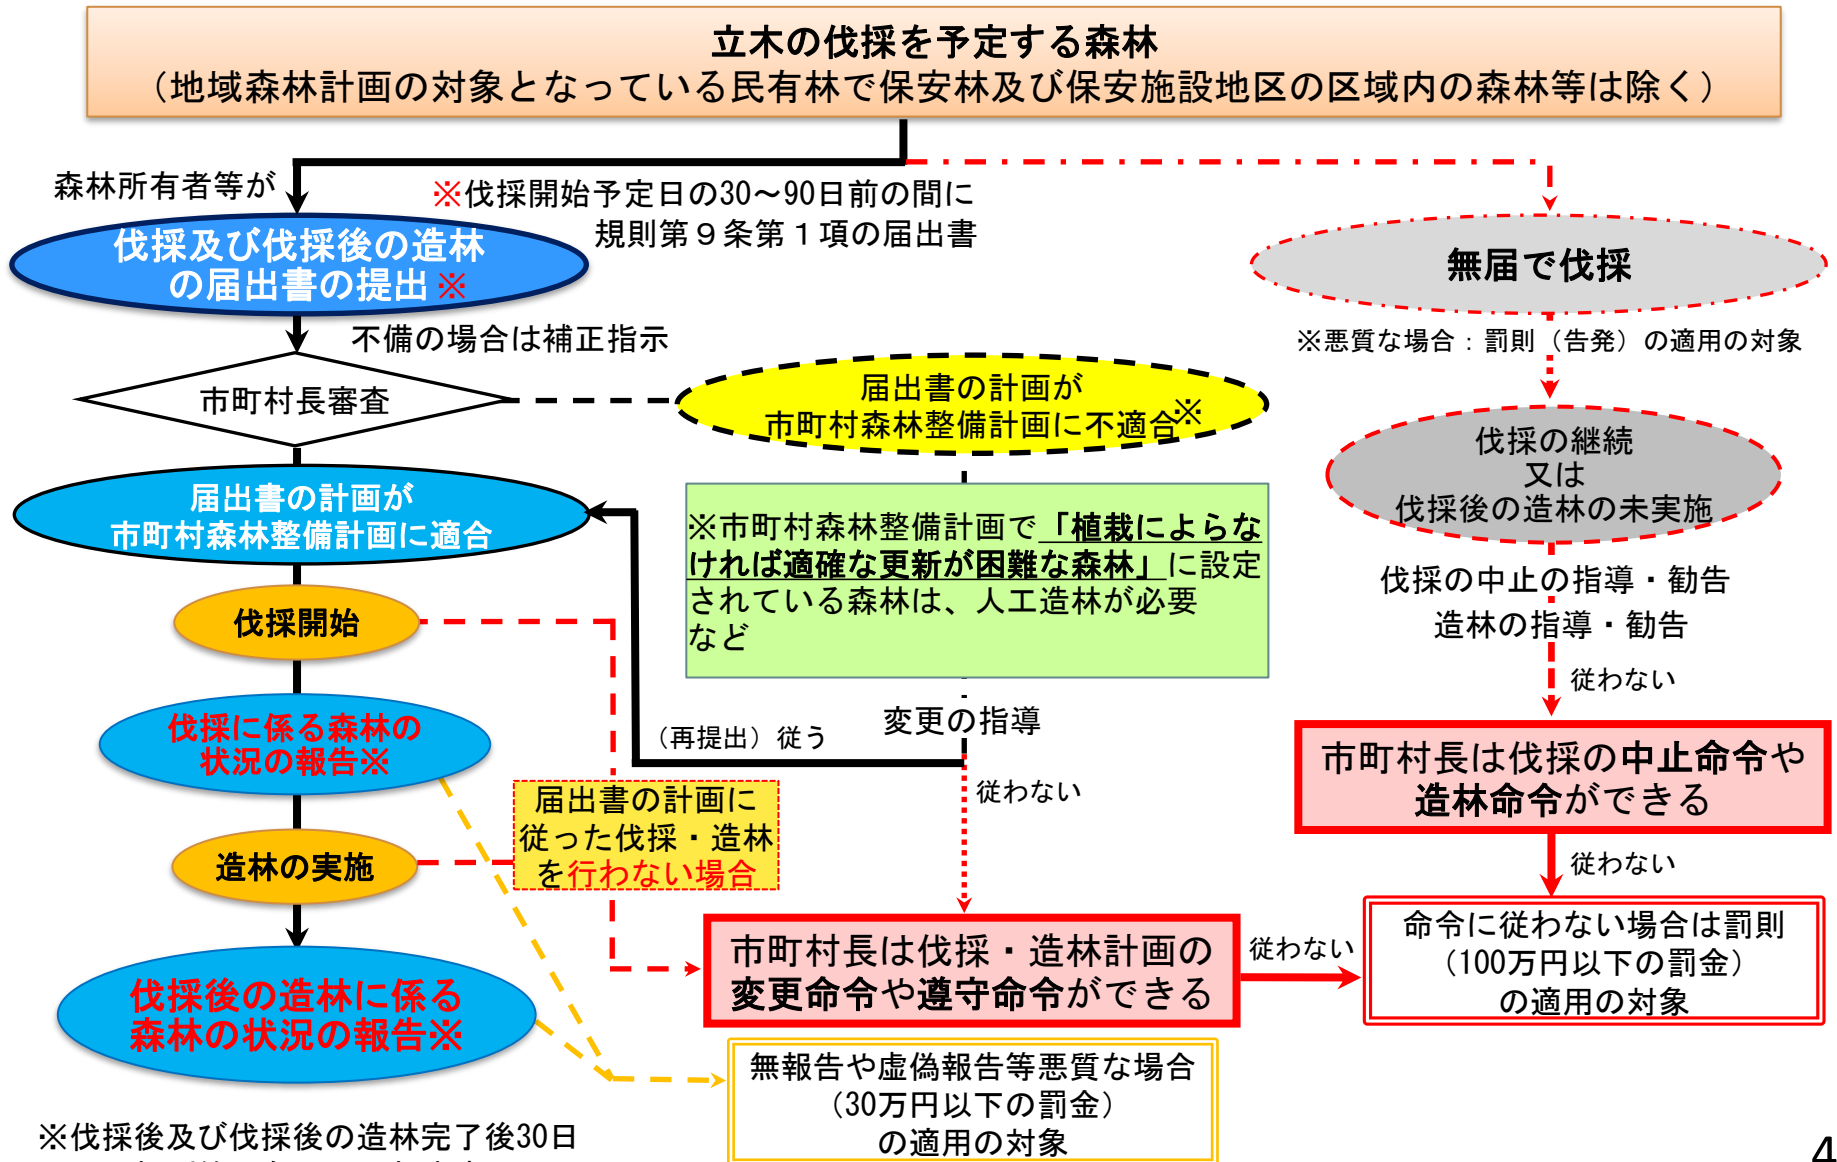 立木の伐採を予定する森林
（地域森林計画の対象となっている民有林で保安林及び保安施設地区の区域内の森林等は除く）
森林所有者等が
※伐採開始予定日の30～90日前の間に
規則第９条第１項の届出書
伐採及び伐採後の造林
の届出書の提出※
無届で伐採
不備の場合は補正指示
※悪質な場合：罰則（告発）の適用の対象
市町村長審査
届出書の計画が
市町村森林整備計画に不適合※
伐採の継続
又は
伐採後の造林の未実施
届出書の計画が
市町村森林整備計画に適合
※市町村森林整備計画で「植栽によらな
ければ適確な更新が困難な森林」に設定
されている森林は、人工造林が必要
など
伐採の中止の指導・勧告
造林の指導・勧告
伐採開始
従わない
伐採に係る森林の
状況の報告※
変更の指導
（再提出）従う
従わない
市町村長は伐採の中止命令や
造林命令ができる
届出書の計画に
従った伐採・造林
を行わない場合
造林の実施
従わない
市町村長は伐採・造林計画の
変更命令や遵守命令ができる
従わない
命令に従わない場合は罰則
（100万円以下の罰金）
の適用の対象
伐採後の造林に係る
森林の状況の報告※
無報告や虚偽報告等悪質な場合
（30万円以下の罰金）
の適用の対象
※伐採後及び伐採後の造林完了後30日
4